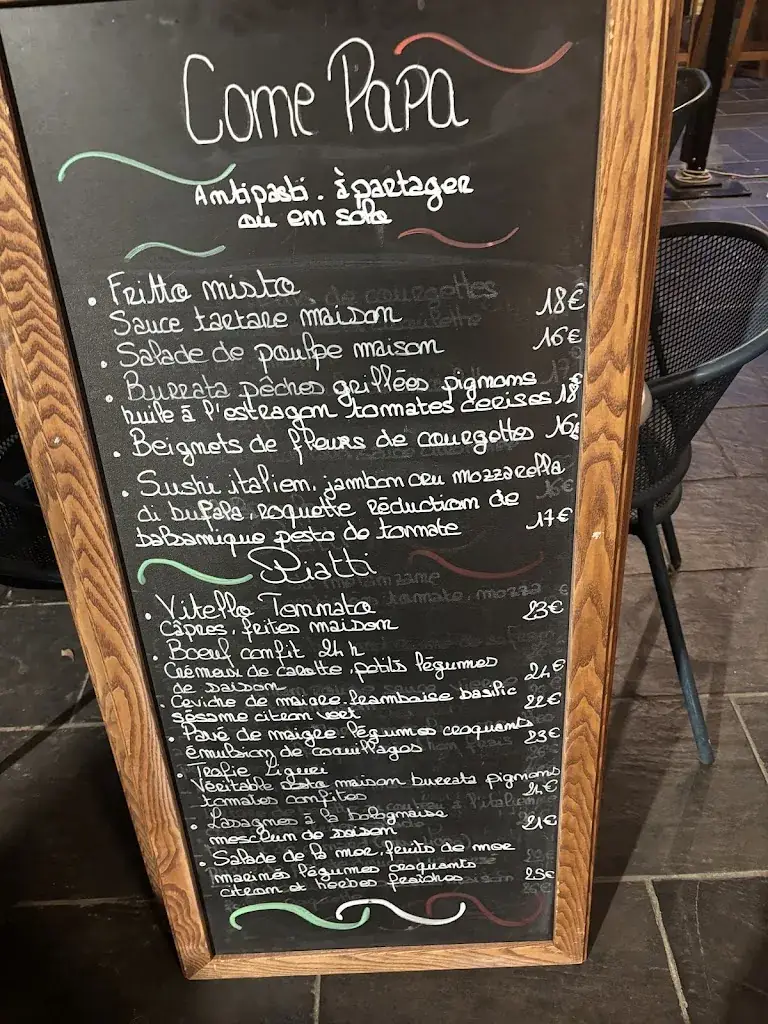 Come Papa
Antipasti. à partager
ou en solo
• Fritto misto
Sauce tartare maison 18€
• Salade de poulpe maison 16€
• Burrata pêches grillées pignons
huile à l'estragon tomates cerises 18€
• Beignets de fleurs de courgettes 16€
• Sushi italien, jambon cru mozzarella
di bufala, roquette réduction de
balsamique pesto de tomate 17€
Piatti
• Vitello Tonnato 23€
Câpres, frites maison
• Boeuf confit 24h
Crémeux de carotte, petits légumes 24€
de saison
• Ceviche de maigre. framboise basilic 22€
sésame citron vert
• Pavé de maigre. légumes croquants 23€
émulsion de coquillages
• Trofie Liguri
Véritable pesto maison burrata pignons
tomates confites 24€
• Lasagnes à la bolognaise 21€
mesclun de saison
• Salade de la mer, fruits de mer
marinés légumes croquants 25€
citron et herbes fraîches